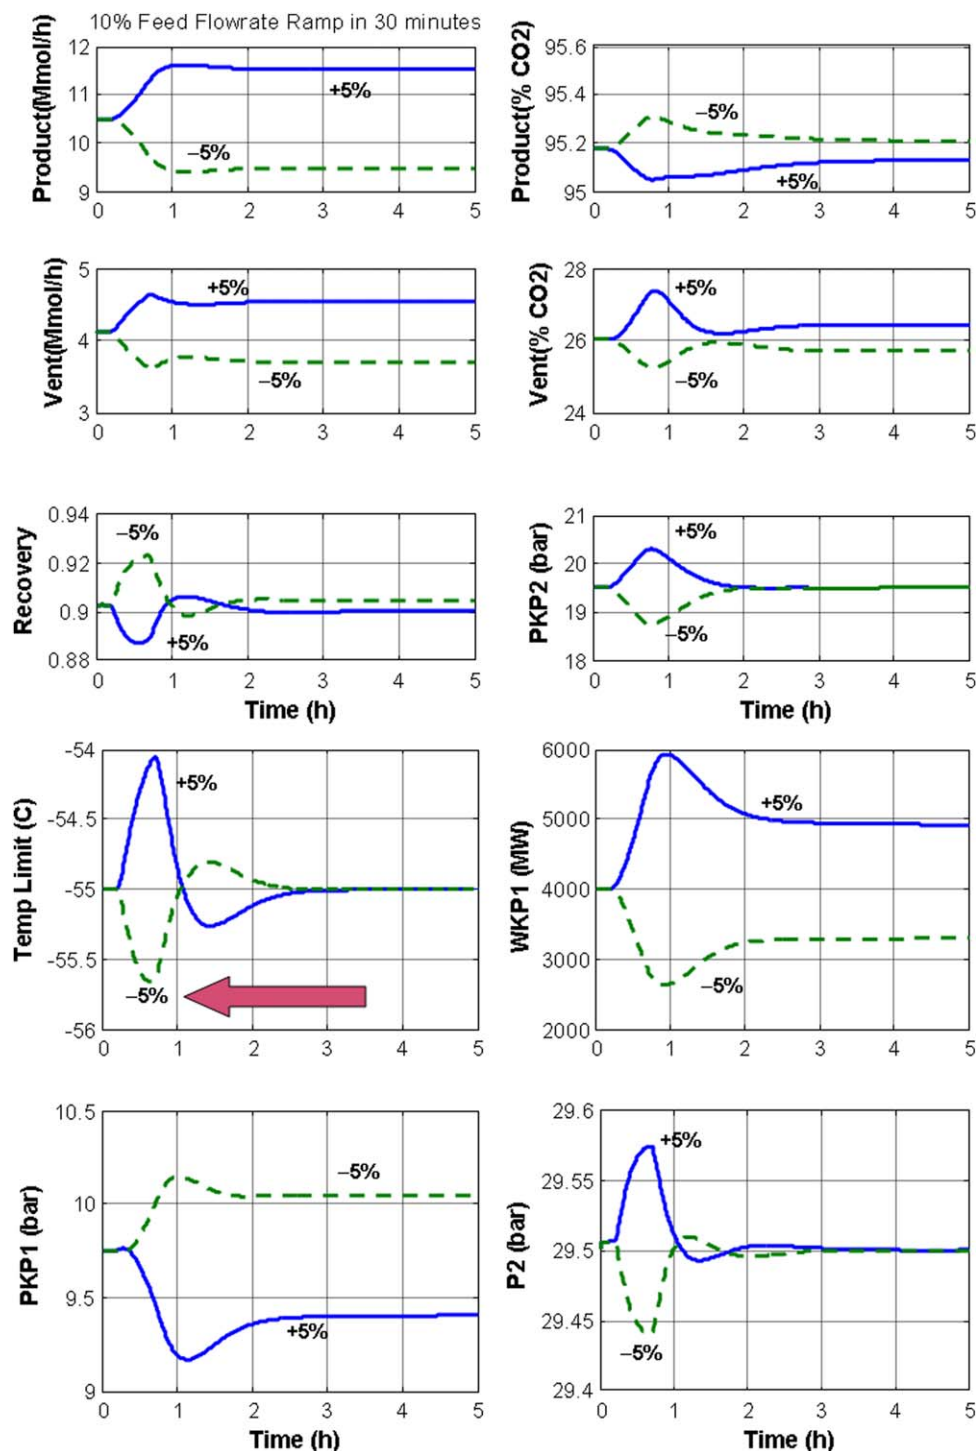 10% Feed Flowrate Ramp in 30 minutes
Product(Mmol/h)
12
11
10
9
+5%
−5%
0 1 2 3 4 5
Product(% CO2)
95.6
95.4
95.2
95
−5%
+5%
0 1 2 3 4 5
Vent(Mmol/h)
5
4
3
+5%
−5%
0 1 2 3 4 5
Vent(% CO2)
28
26
24
+5%
−5%
0 1 2 3 4 5
Recovery
0.94
0.92
0.9
0.88
−5%
+5%
0 1 2 3 4 5
Time (h)
PKP2 (bar)
21
20
19
18
+5%
−5%
0 1 2 3 4 5
Time (h)
Temp Limit (C)
-54
-54.5
-55
-55.5
-56
+5%
−5%
0 1 2 3 4 5
WKP1 (MW)
6000
5000
4000
3000
2000
+5%
−5%
0 1 2 3 4 5
PKP1 (bar)
10.5
10
9.5
9
−5%
+5%
0 1 2 3 4 5
Time (h)
P2 (bar)
29.6
29.55
29.5
29.45
29.4
+5%
−5%
0 1 2 3 4 5
Time (h)